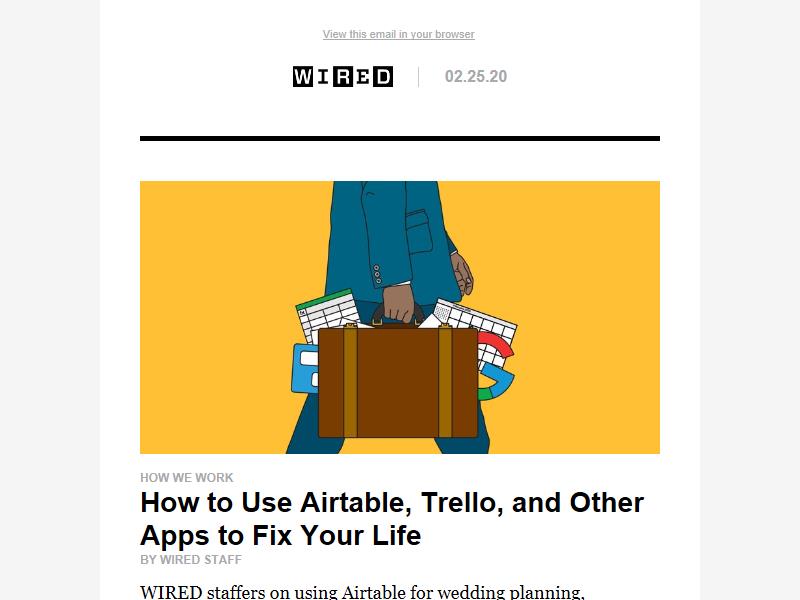 View this email in your browser
WIRED
02.25.20
HOW WE WORK
How to Use Airtable, Trello, and Other
Apps to Fix Your Life
BY WIRED STAFF
WIRED staffers on using Airtable for wedding planning,